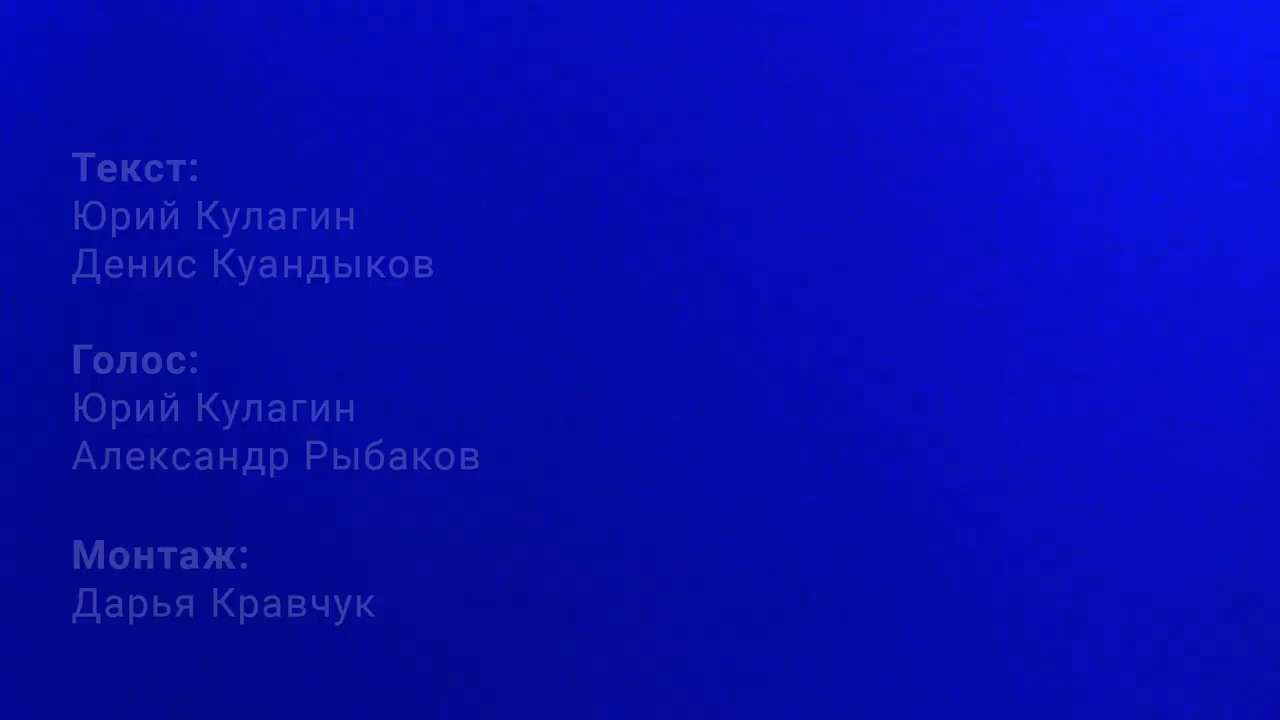 Текст:
Юрий Кулагин
Денис Куандыков
Голос:
Юрий Кулагин
Александр Рыбаков
Монтаж:
Дарья Кравчук